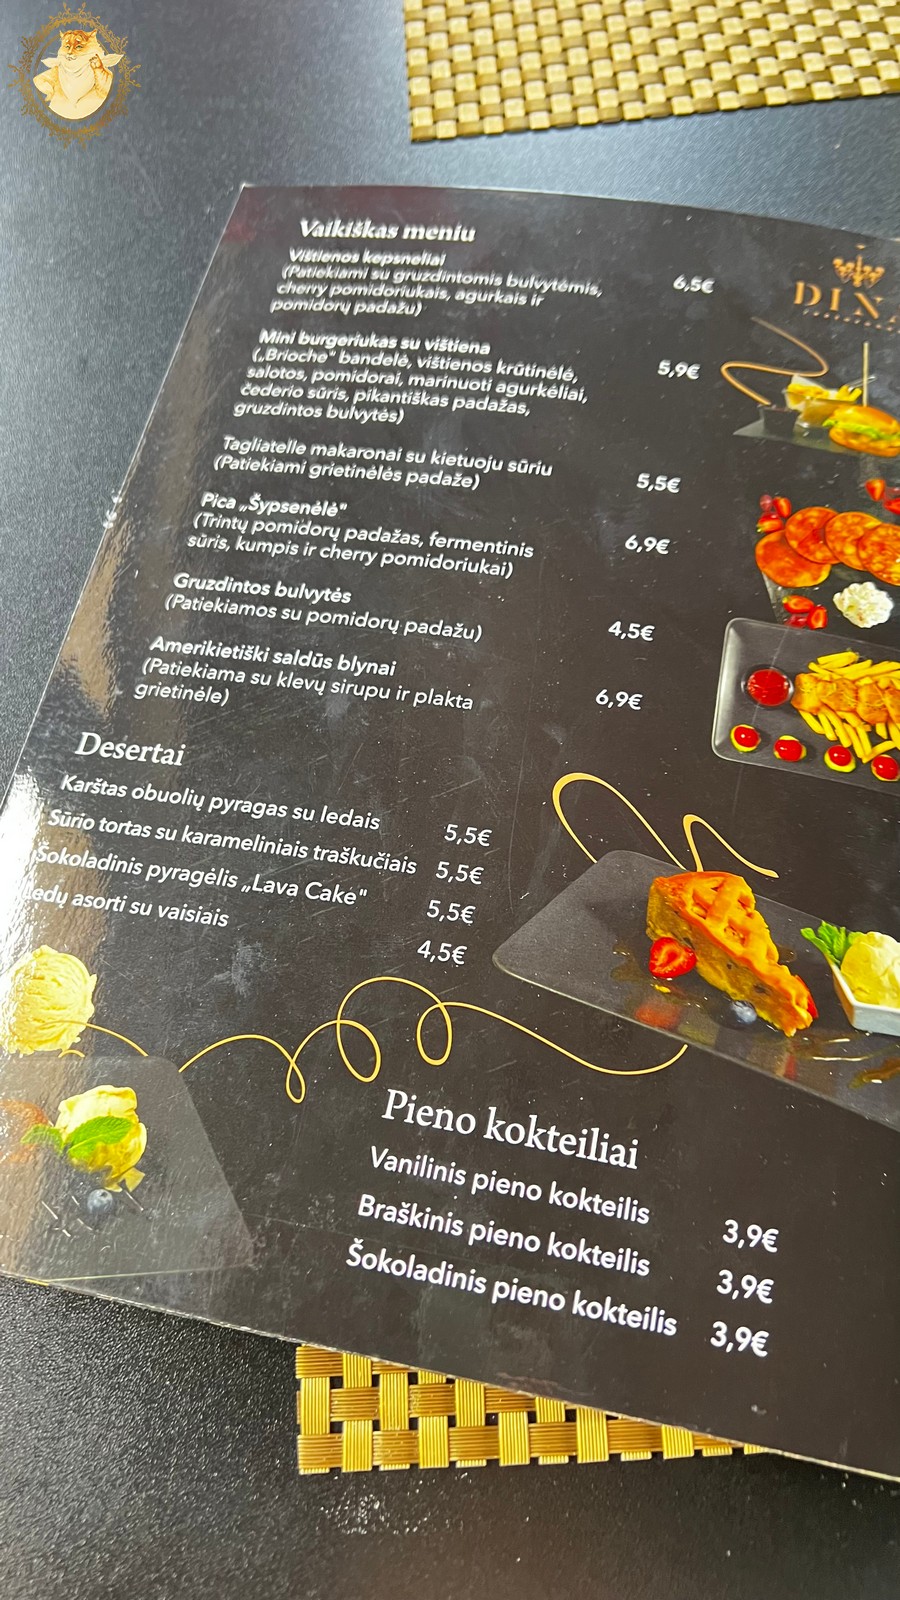 Vaikiškas meniu
Vištienos kepsneliai
(Patiekiami su gruzdintomis bulvytėmis,
cherry pomidoriukais, agurkais ir
pomidorų padažu)
6,5€
Mini burgeriukas su vištiena
(„Brioche" bandelė, vištienos krūtinėlė,
salotos, pomidorai, marinuoti agurkėliai,
čederio sūris, pikantiškas padažas,
gruzdintos bulvytės)
5,9€
Tagliatelle makaronai su kietuoju sūriu
(Patiekiami grietinėlės padaže)
5,5€
Pica „Šypsenėlė"
(Trintų pomidorų padažas, fermentinis
sūris, kumpis ir cherry pomidoriukai)
6,9€
Gruzdintos bulvytės
(Patiekiamos su pomidorų padažu)
4,5€
Amerikietiški saldūs blynai
(Patiekiama su klevų sirupu ir plakta
grietinėle)
6,9€
Desertai
Karštas obuolių pyragas su ledais 5,5€
Sūrio tortas su karameliniais traškučiais 5,5€
Šokoladinis pyragėlis „Lava Cake" 5,5€
Ledų asorti su vaisiais 4,5€
Pieno kokteiliai
Vanilinis pieno kokteilis 3,9€
Braškinis pieno kokteilis 3,9€
Šokoladinis pieno kokteilis 3,9€